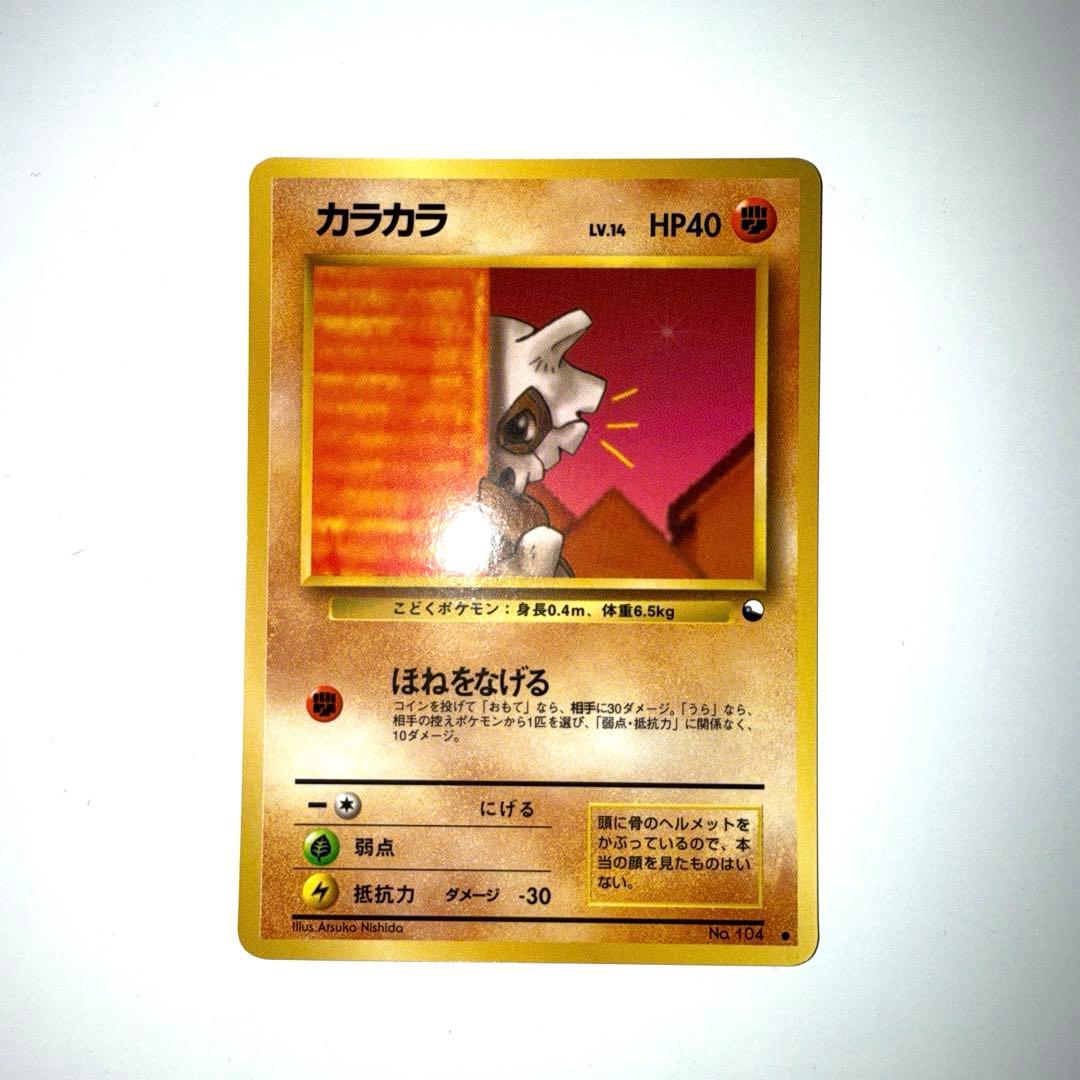 カラカラ LV.14 HP40
こどくポケモン：身長0.4m、体重6.5kg
ほねをなげる
コインを投げて「おもて」なら、相手に30ダメージ。「うら」なら、
相手の控えポケモンから1匹を選び、「弱点・抵抗力」に関係なく、
10ダメージ。
にげる
弱点
抵抗力 ダメージ -30
頭に骨のヘルメットを
かぶっているので、本
当の顔を見たものはい
ない。
Illus.Atsuko Nishida
No. 104